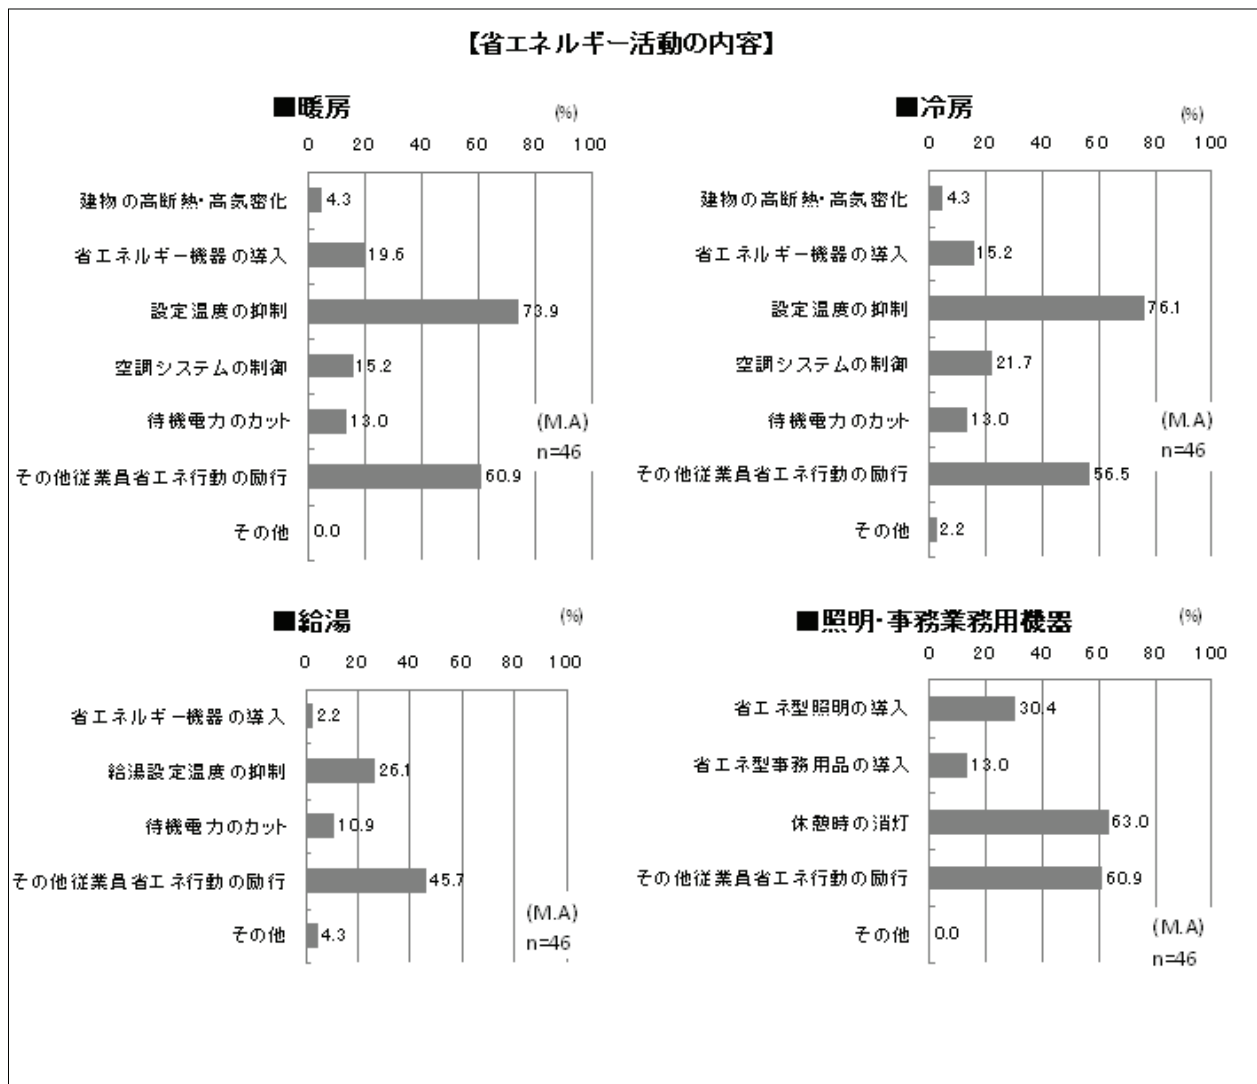 【省エネルギー活動の内容】
■暖房
(%)
0 20 40 60 80 100
建物の高断熱・高気密化 4.3
省エネルギー機器の導入 19.6
設定温度の抑制 73.9
空調システムの制御 15.2
待機電力のカット 13.0
その他従業員省エネ行動の励行 60.9
その他 0.0
(M.A)
n=46
■冷房
(%)
0 20 40 60 80 100
建物の高断熱・高気密化 4.3
省エネルギー機器の導入 15.2
設定温度の抑制 76.1
空調システムの制御 21.7
待機電力のカット 13.0
その他従業員省エネ行動の励行 56.5
その他 2.2
(M.A)
n=46
■給湯
(%)
0 20 40 60 80 100
省エネルギー機器の導入 2.2
給湯設定温度の抑制 26.1
待機電力のカット 10.9
その他従業員省エネ行動の励行 45.7
その他 4.3
(M.A)
n=46
■照明・事務業務用機器
(%)
0 20 40 60 80 100
省エネ型照明の導入 30.4
省エネ型事務用品の導入 13.0
休憩時の消灯 63.0
その他従業員省エネ行動の励行 60.9
その他 0.0
(M.A)
n=46